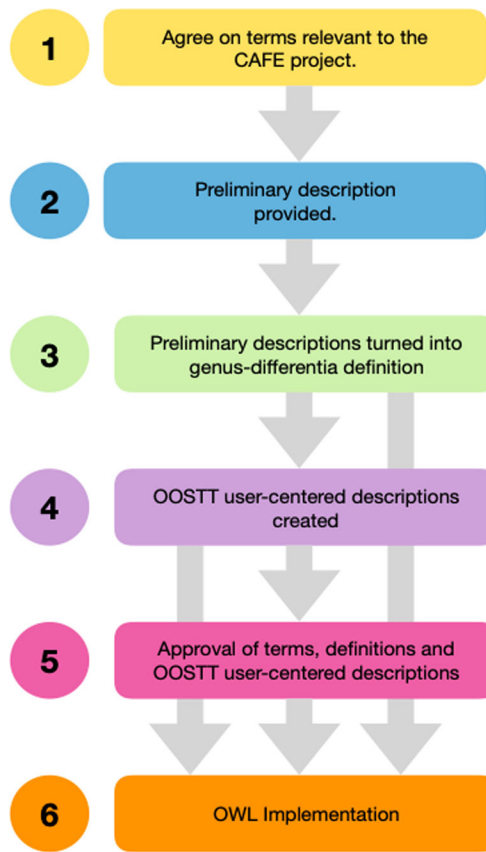 1
Agree on terms relevant to the
CAFE project.
2
Preliminary description
provided.
3
Preliminary descriptions turned into
genus-differentia definition
4
OOSTT user-centered descriptions
created
5
Approval of terms, definitions and
OOSTT user-centered descriptions
6
OWL Implementation